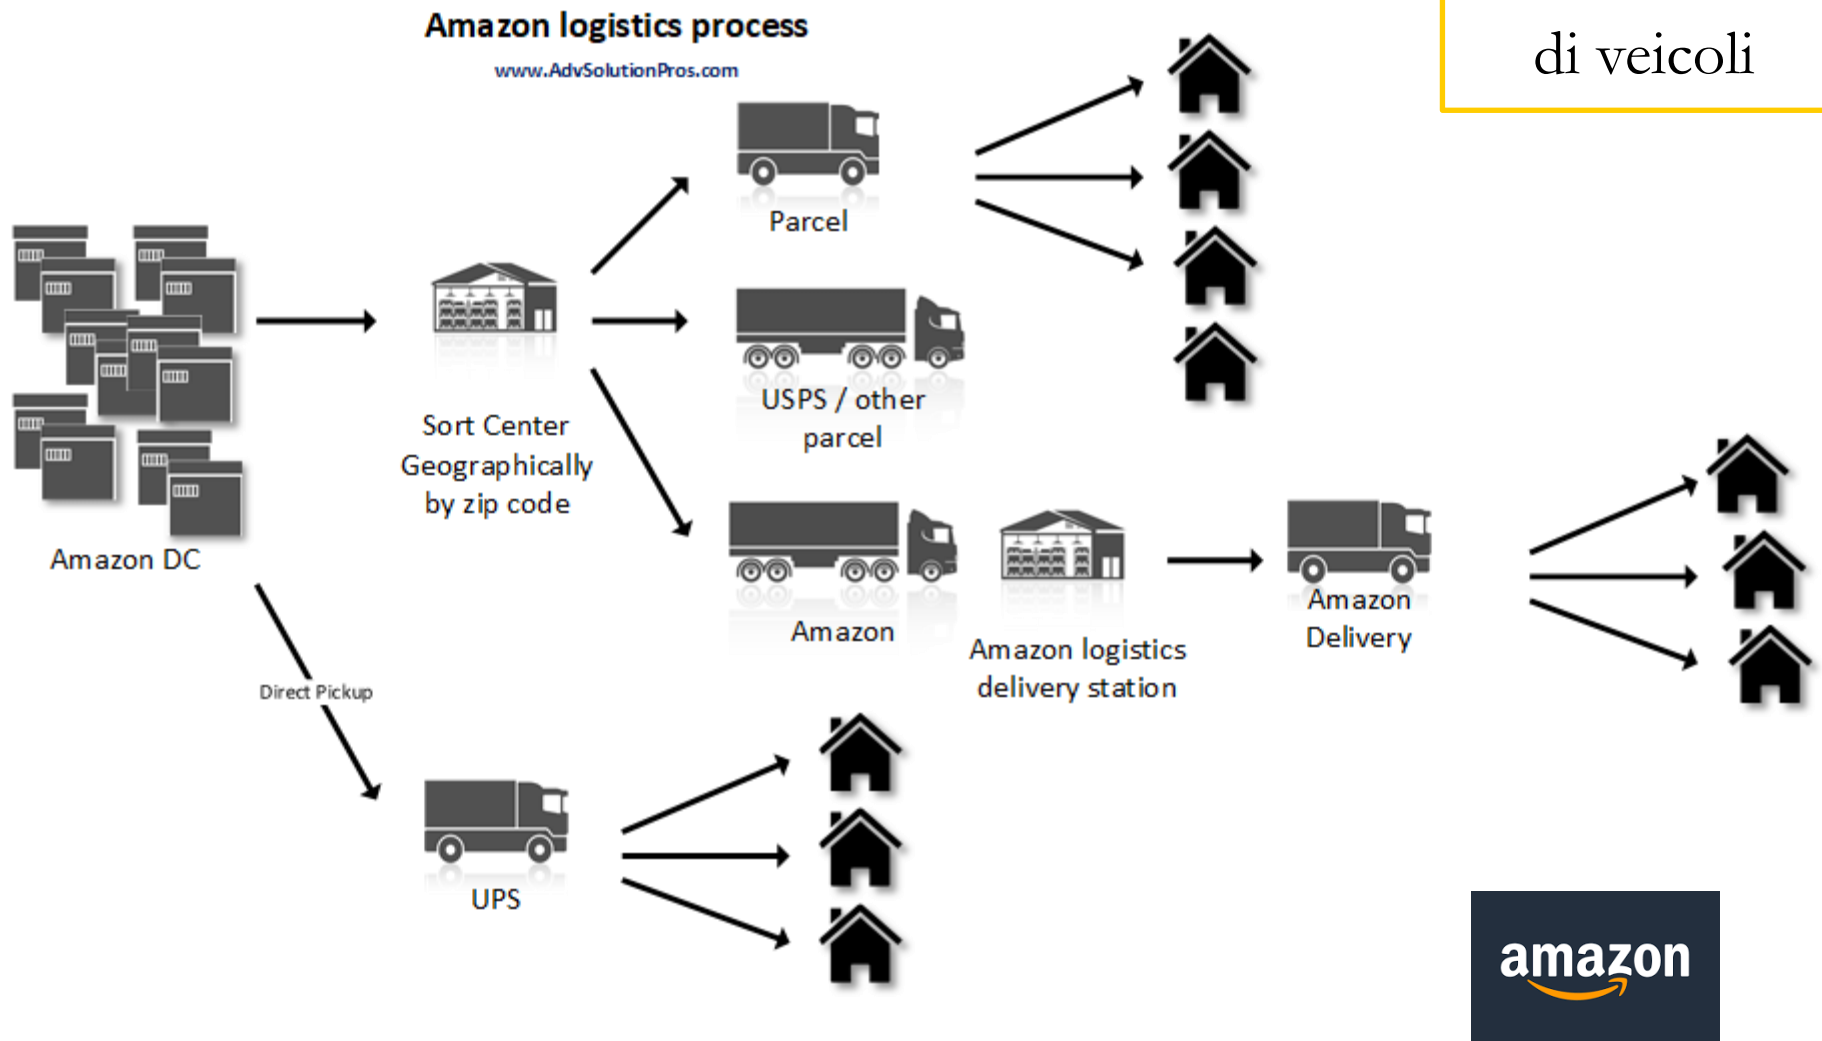 Amazon logistics process
www.AdvSolutionPros.com
di veicoli
Parcel
USPS / other
parcel
Sort Center
Geographically
by zip code
Amazon DC
Amazon
Amazon logistics
delivery station
Amazon
Delivery
Direct Pickup
UPS
amazon